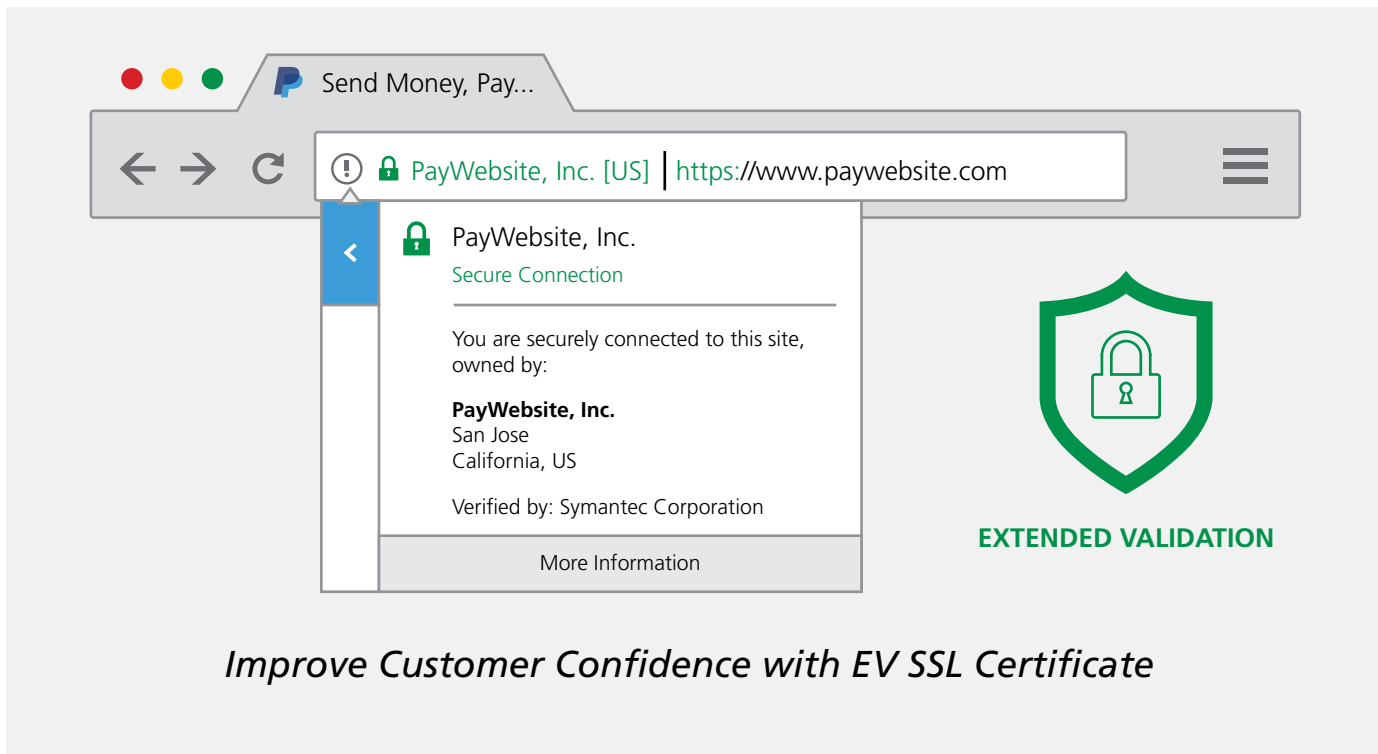 Send Money, Pay...
PayWebsite, Inc. [US] | https://www.paywebsite.com
PayWebsite, Inc.
Secure Connection
You are securely connected to this site,
owned by:
PayWebsite, Inc.
San Jose
California, US
Verified by: Symantec Corporation
More Information
EXTENDED VALIDATION
Improve Customer Confidence with EV SSL Certificate